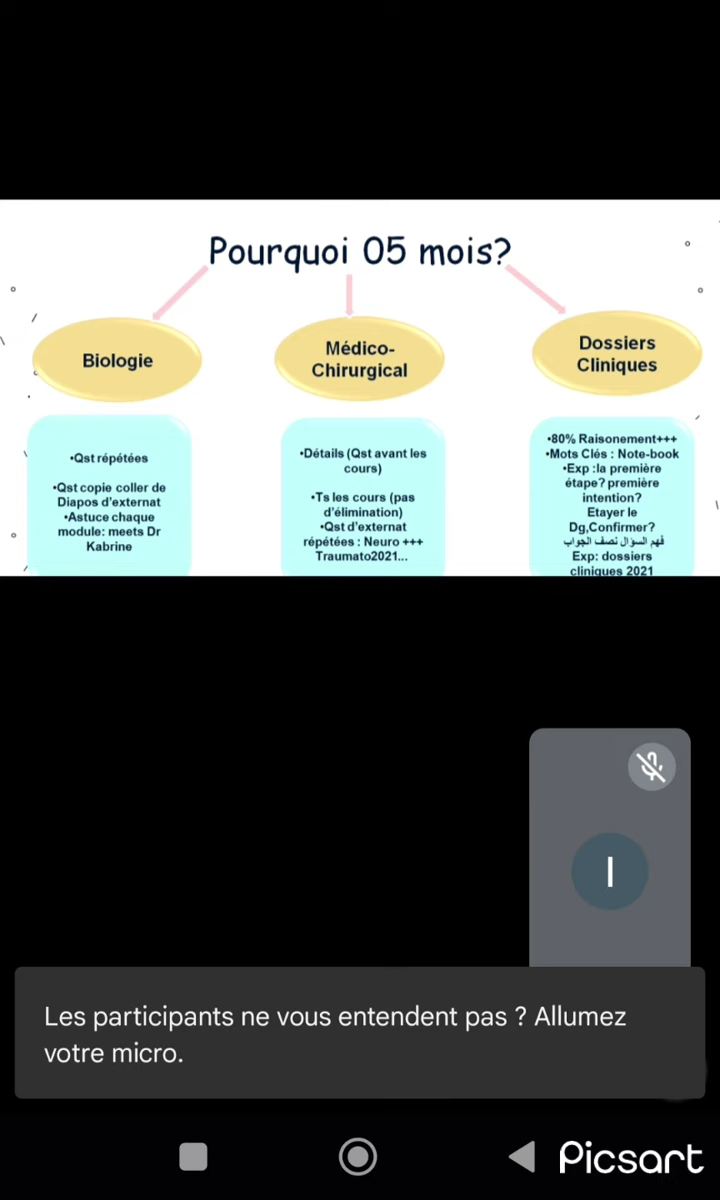 Pourquoi 05 mois?
Biologie
•Qst répétées
•Qst copie coller de
Diapos d'externat
•Astuce chaque
module: meets Dr
Kabrine
Médico-
Chirurgical
•Détails (Qst avant les
cours)
•Ts les cours (pas
d'élimination)
•Qst d'externat
répétées : Neuro +++
Traumato2021...
Dossiers
Cliniques
•80% Raisonement+++
•Mots Clés : Note-book
•Exp :la première
étape? première
intention?
Etayer le
Dg,Confirmer?
فهم السؤال نصف الجواب
Exp: dossiers
cliniques 2021
I
Les participants ne vous entendent pas ? Allumez
votre micro.
Picsart